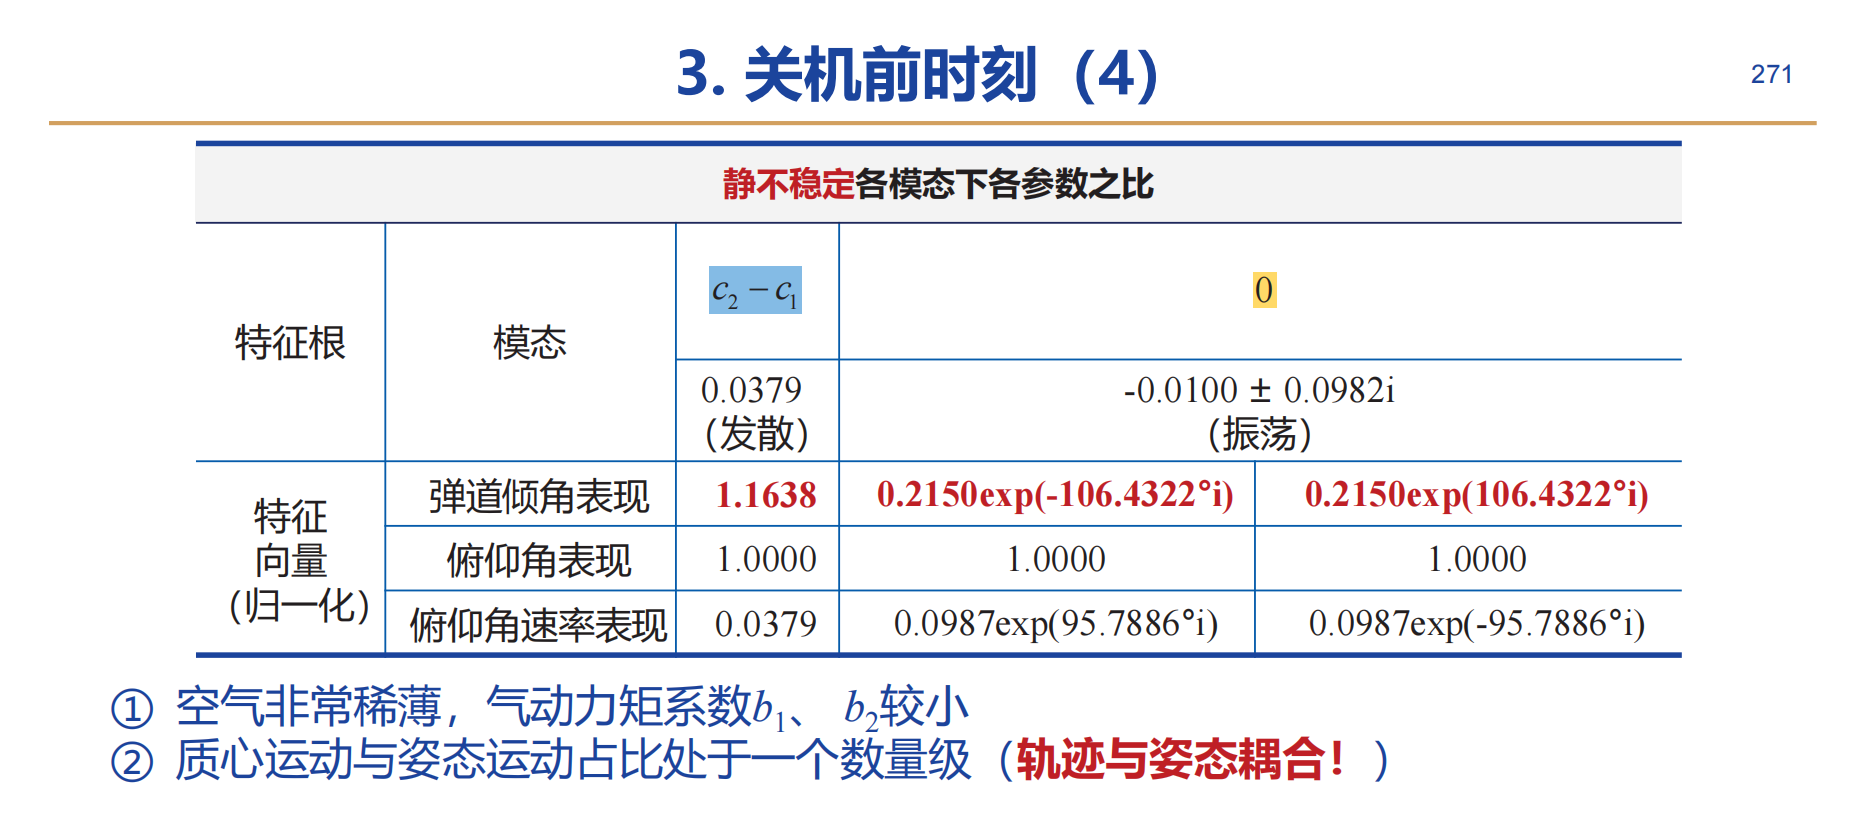 3. 关机前时刻（4）
271
静不稳定各模态下各参数之比
特征根
模态
c₂ − c₁
0
0.0379
（发散）
-0.0100 ± 0.0982i
（振荡）
特征
向量
（归一化）
弹道倾角表现
1.1638
0.2150exp(-106.4322°i)
0.2150exp(106.4322°i)
俯仰角表现
1.0000
1.0000
1.0000
俯仰角速率表现
0.0379
0.0987exp(95.7886°i)
0.0987exp(-95.7886°i)
① 空气非常稀薄，气动力矩系数b₁、 b₂较小
② 质心运动与姿态运动占比处于一个数量级（轨迹与姿态耦合！）